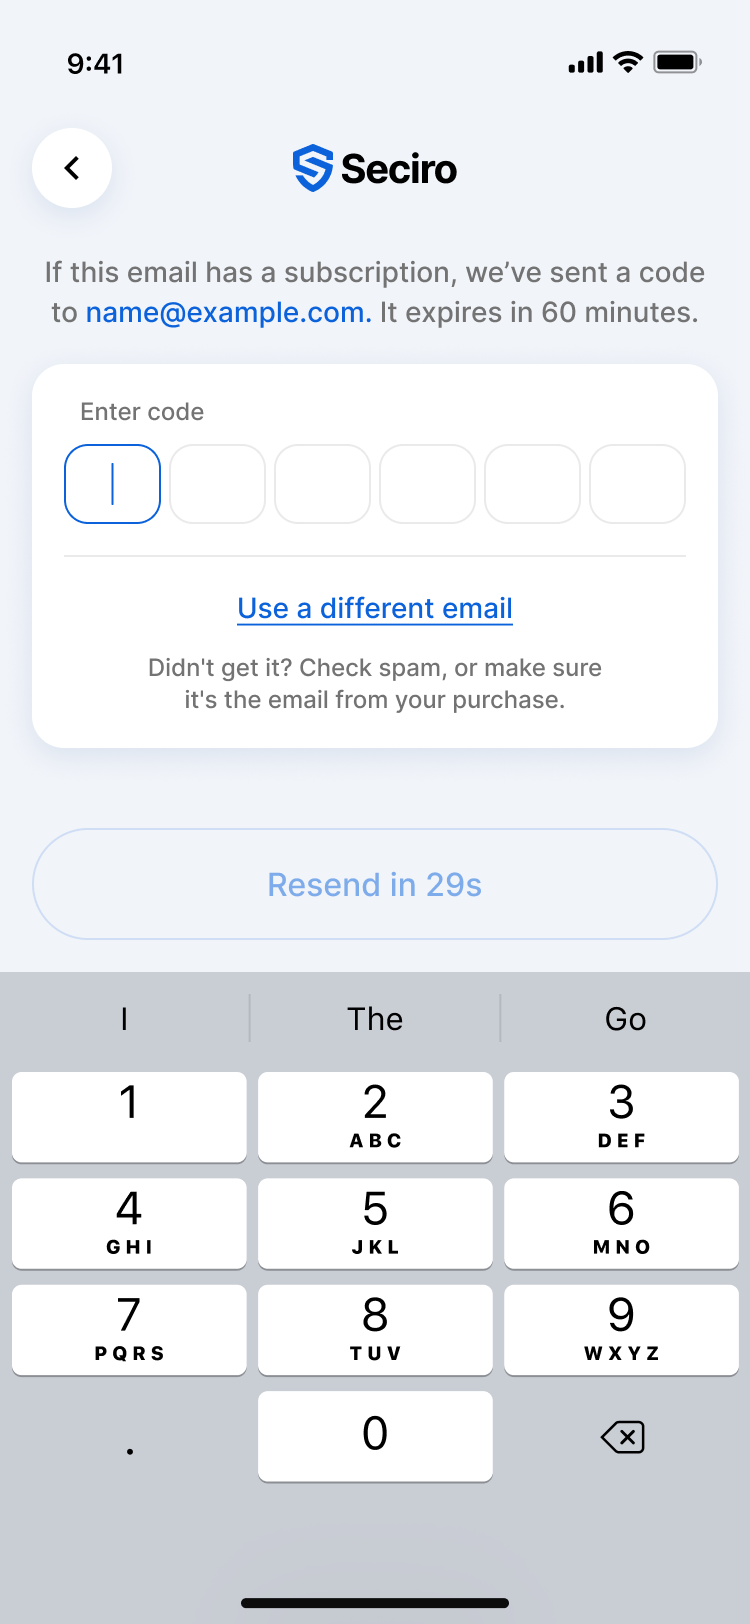 9:41
Seciro
If this email has a subscription, we’ve sent a code
to name@example.com. It expires in 60 minutes.
Enter code
Use a different email
Didn't get it? Check spam, or make sure
it's the email from your purchase.
Resend in 29s
I The Go
1 2 3
ABC DEF
4 5 6
GHI JKL MNO
7 8 9
PQRS TUV WXYZ
. 0